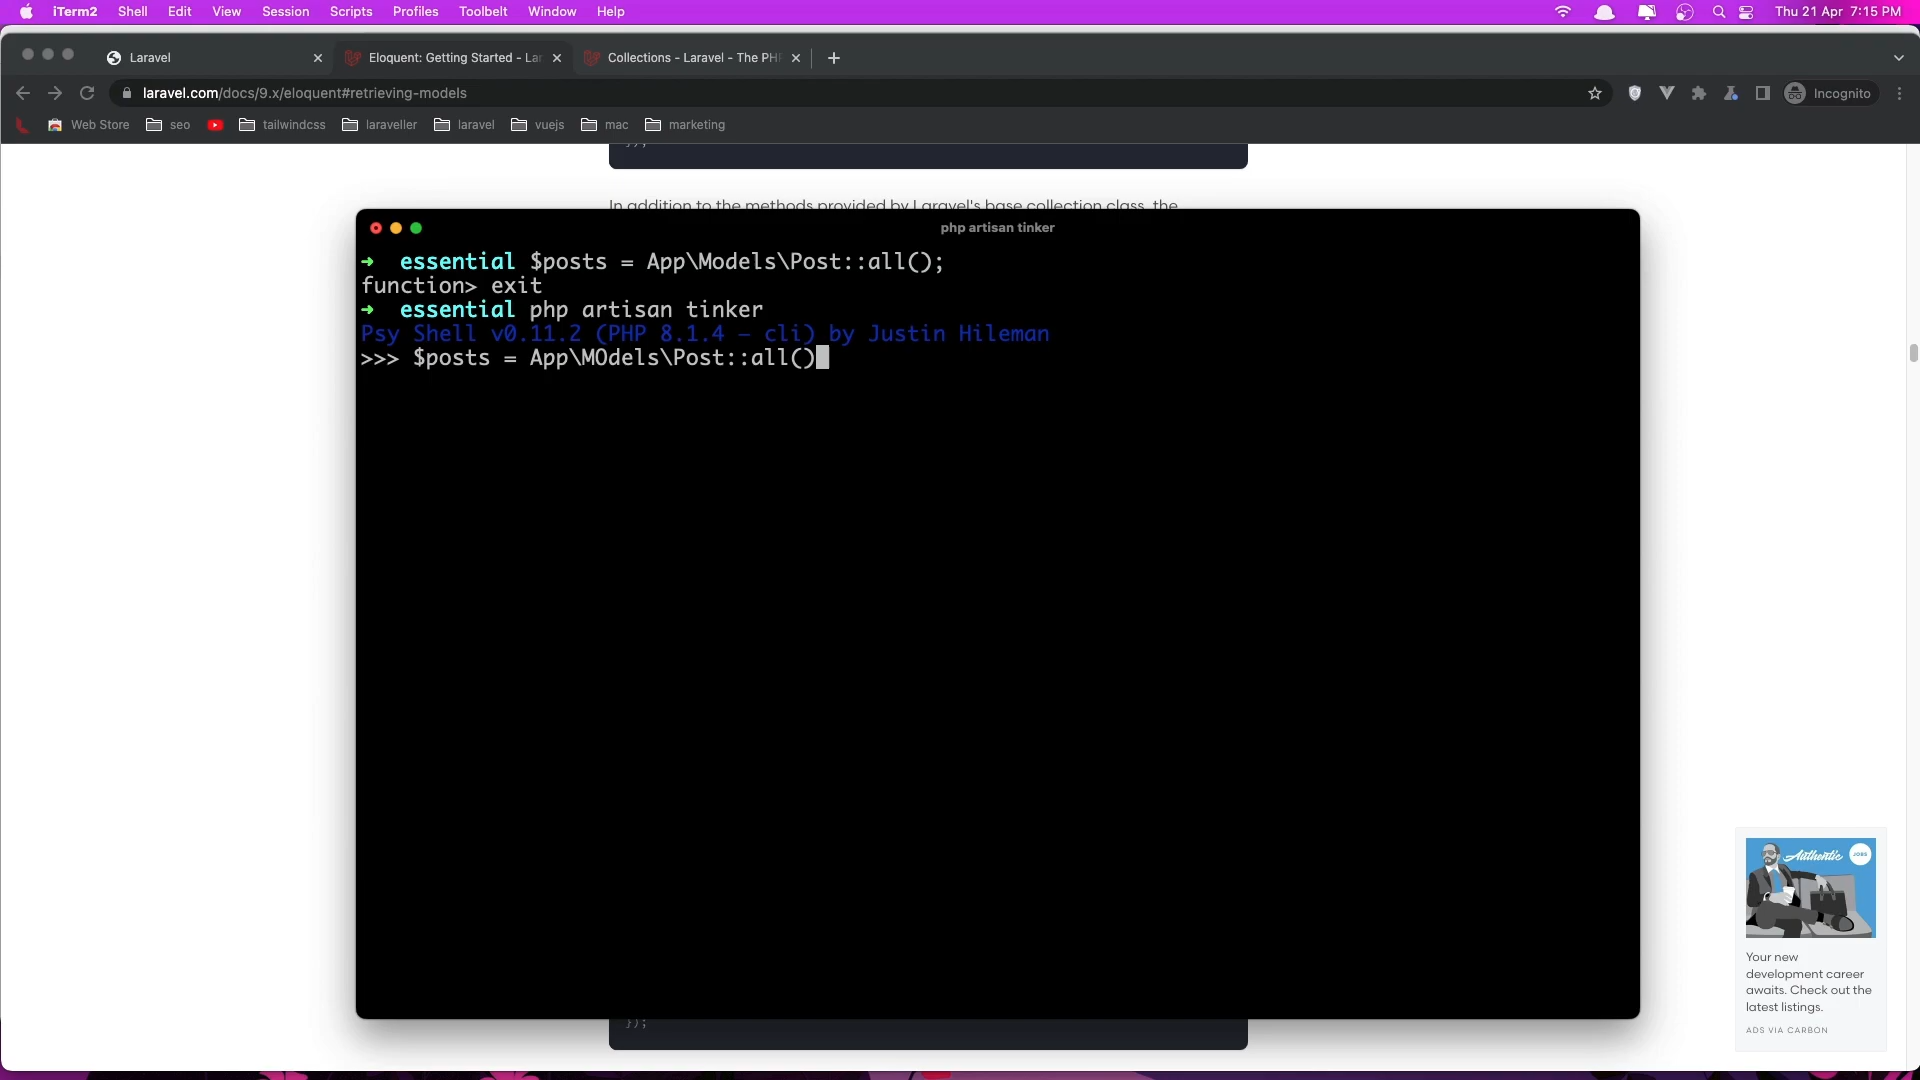 iTerm2 Shell Edit View Session Scripts Profiles Toolbelt Window Help Thu 21 Apr 7:15 PM
Laravel Eloquent: Getting Started - La Collections - Laravel - The PH
laravel.com/docs/9.x/eloquent#retrieving-models Incognito
Web Store seo tailwindcss laraveller laravel vuejs mac marketing
});
In addition to the methods provided by Laravel's base collection class, the
php artisan tinker
➜ essential $posts = App\Models\Post::all();
function> exit
➜ essential php artisan tinker
Psy Shell v0.11.2 (PHP 8.1.4 — cli) by Justin Hileman
>>> $posts = App\MOdels\Post::all()
});
Authentic JOBS
Your new
development career
awaits. Check out the
latest listings.
ADS VIA CARBON